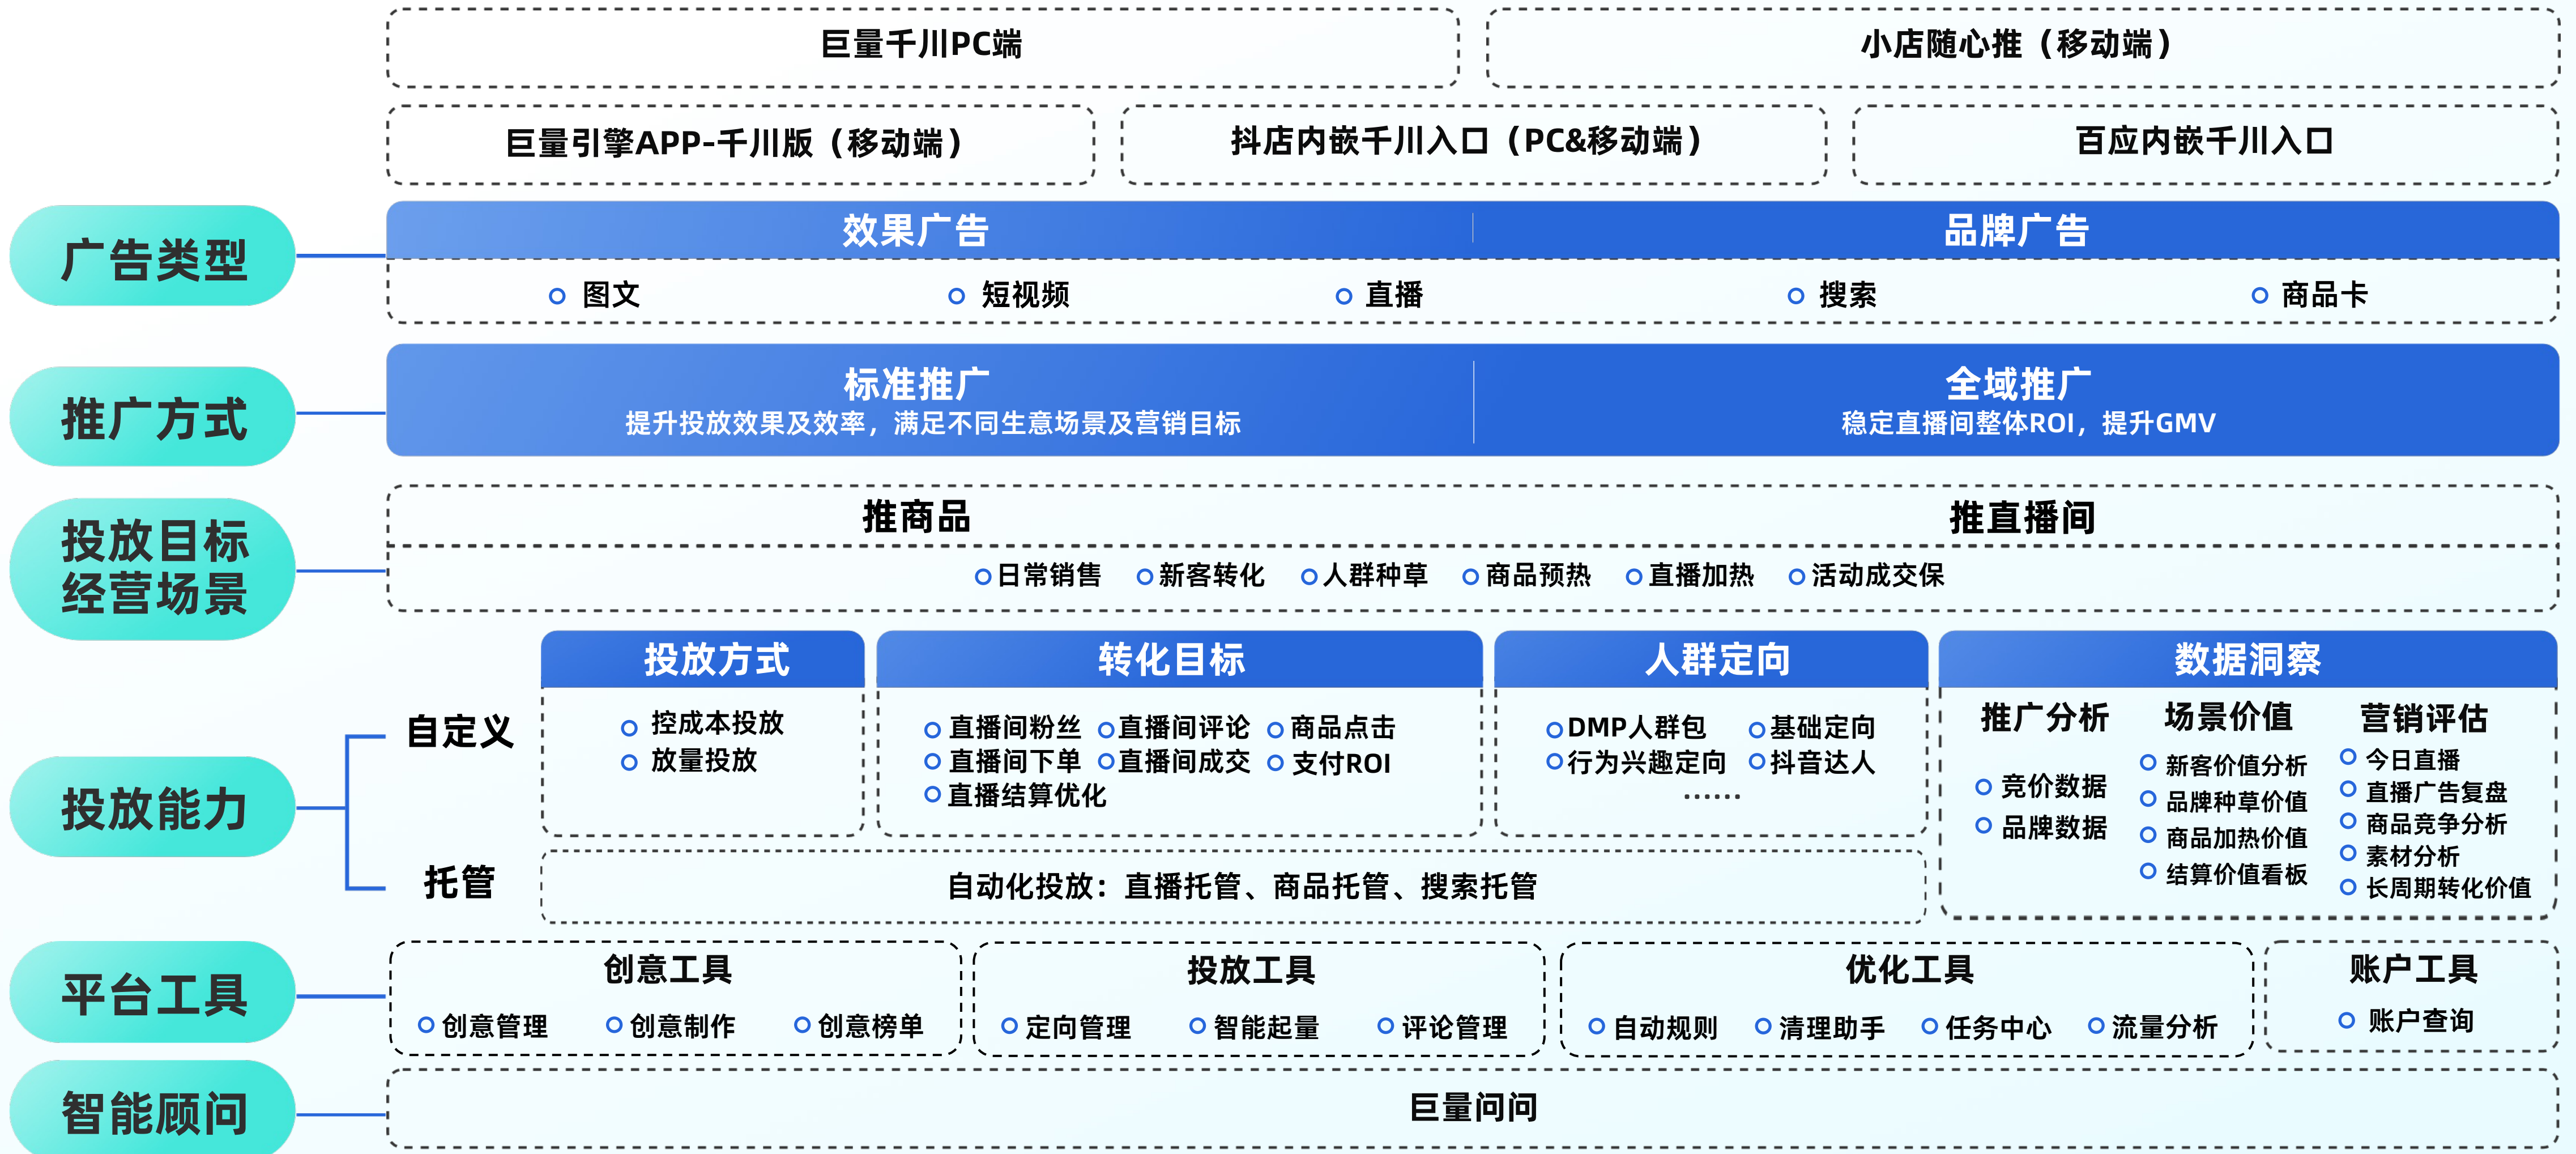 巨量千川PC端
小店随心推（移动端）
巨量引擎APP-千川版（移动端）
抖店内嵌千川入口（PC&移动端）
百应内嵌千川入口
广告类型
效果广告
品牌广告
图文
短视频
直播
搜索
商品卡
推广方式
标准推广
提升投放效果及效率，满足不同生意场景及营销目标
全域推广
稳定直播间整体ROI，提升GMV
投放目标
经营场景
推商品
推直播间
日常销售
新客转化
人群种草
商品预热
直播加热
活动成交保
投放能力
自定义
投放方式
控成本投放
放量投放
转化目标
直播间粉丝
直播间评论
商品点击
直播间下单
直播间成交
支付ROI
直播结算优化
人群定向
DMP人群包
基础定向
行为兴趣定向
抖音达人
······
数据洞察
推广分析
竞价数据
品牌数据
场景价值
新客价值分析
品牌种草价值
商品加热价值
结算价值看板
营销评估
今日直播
直播广告复盘
商品竞争分析
素材分析
长周期转化价值
托管
自动化投放：直播托管、商品托管、搜索托管
平台工具
创意工具
创意管理
创意制作
创意榜单
投放工具
定向管理
智能起量
评论管理
优化工具
自动规则
清理助手
任务中心
流量分析
账户工具
账户查询
智能顾问
巨量问问